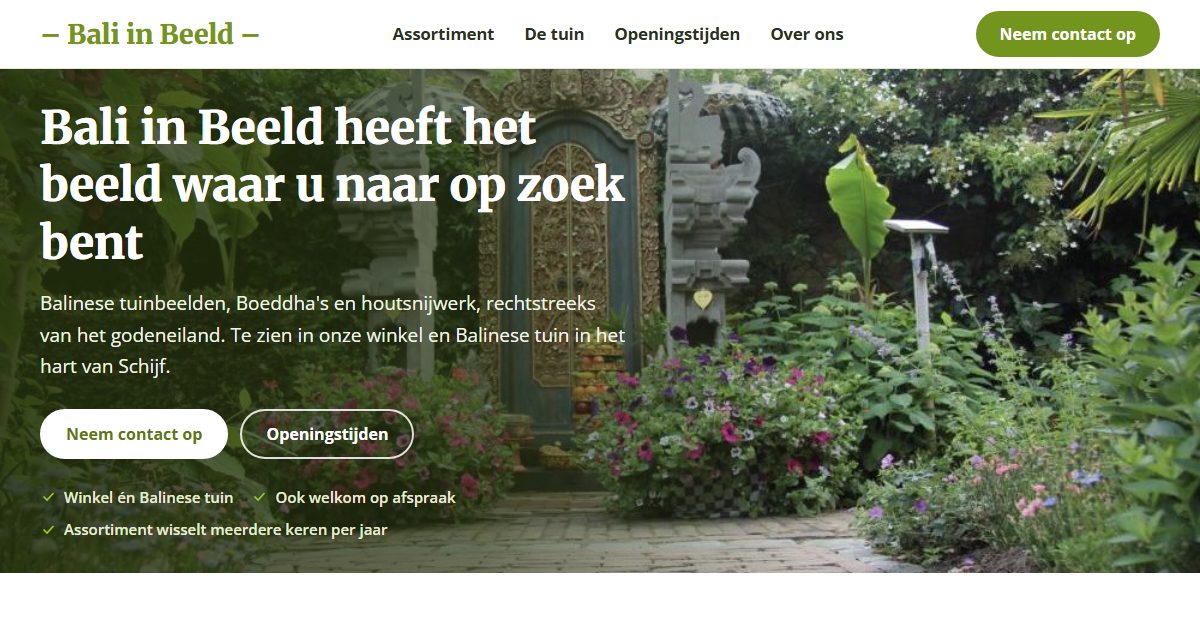 – Bali in Beeld –
Assortiment
De tuin
Openingstijden
Over ons
Neem contact op
Bali in Beeld heeft het
beeld waar u naar op zoek
bent
Balinese tuinbeelden, Boeddha's en houtsnijwerk, rechtstreeks
van het godeneiland. Te zien in onze winkel en Balinese tuin in het
hart van Schijf.
Neem contact op
Openingstijden
Winkel én Balinese tuin
Ook welkom op afspraak
Assortiment wisselt meerdere keren per jaar